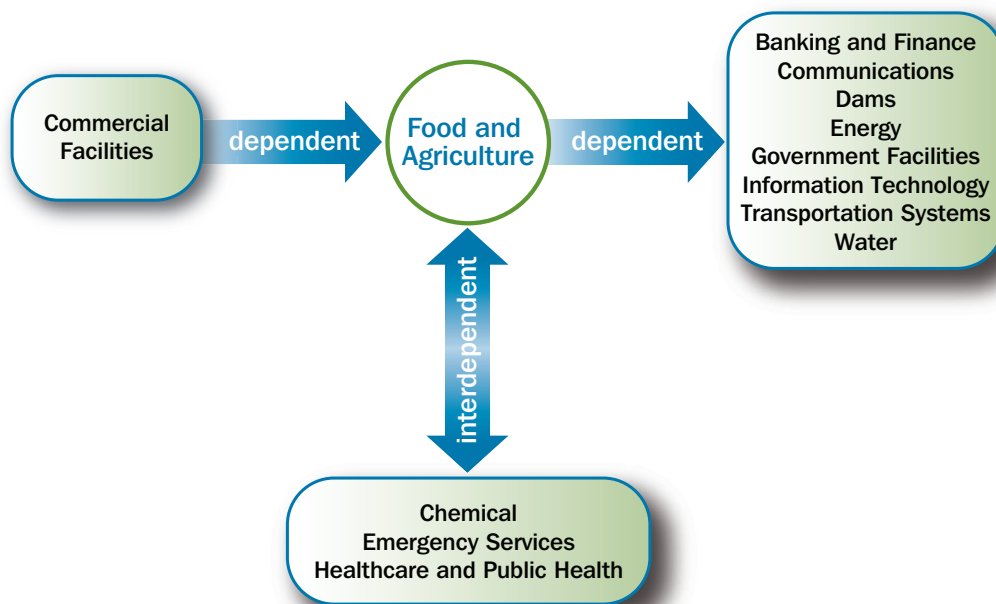 Commercial
Facilities
dependent
Food and
Agriculture
dependent
Banking and Finance
Communications
Dams
Energy
Government Facilities
Information Technology
Transportation Systems
Water
interdependent
Chemical
Emergency Services
Healthcare and Public Health